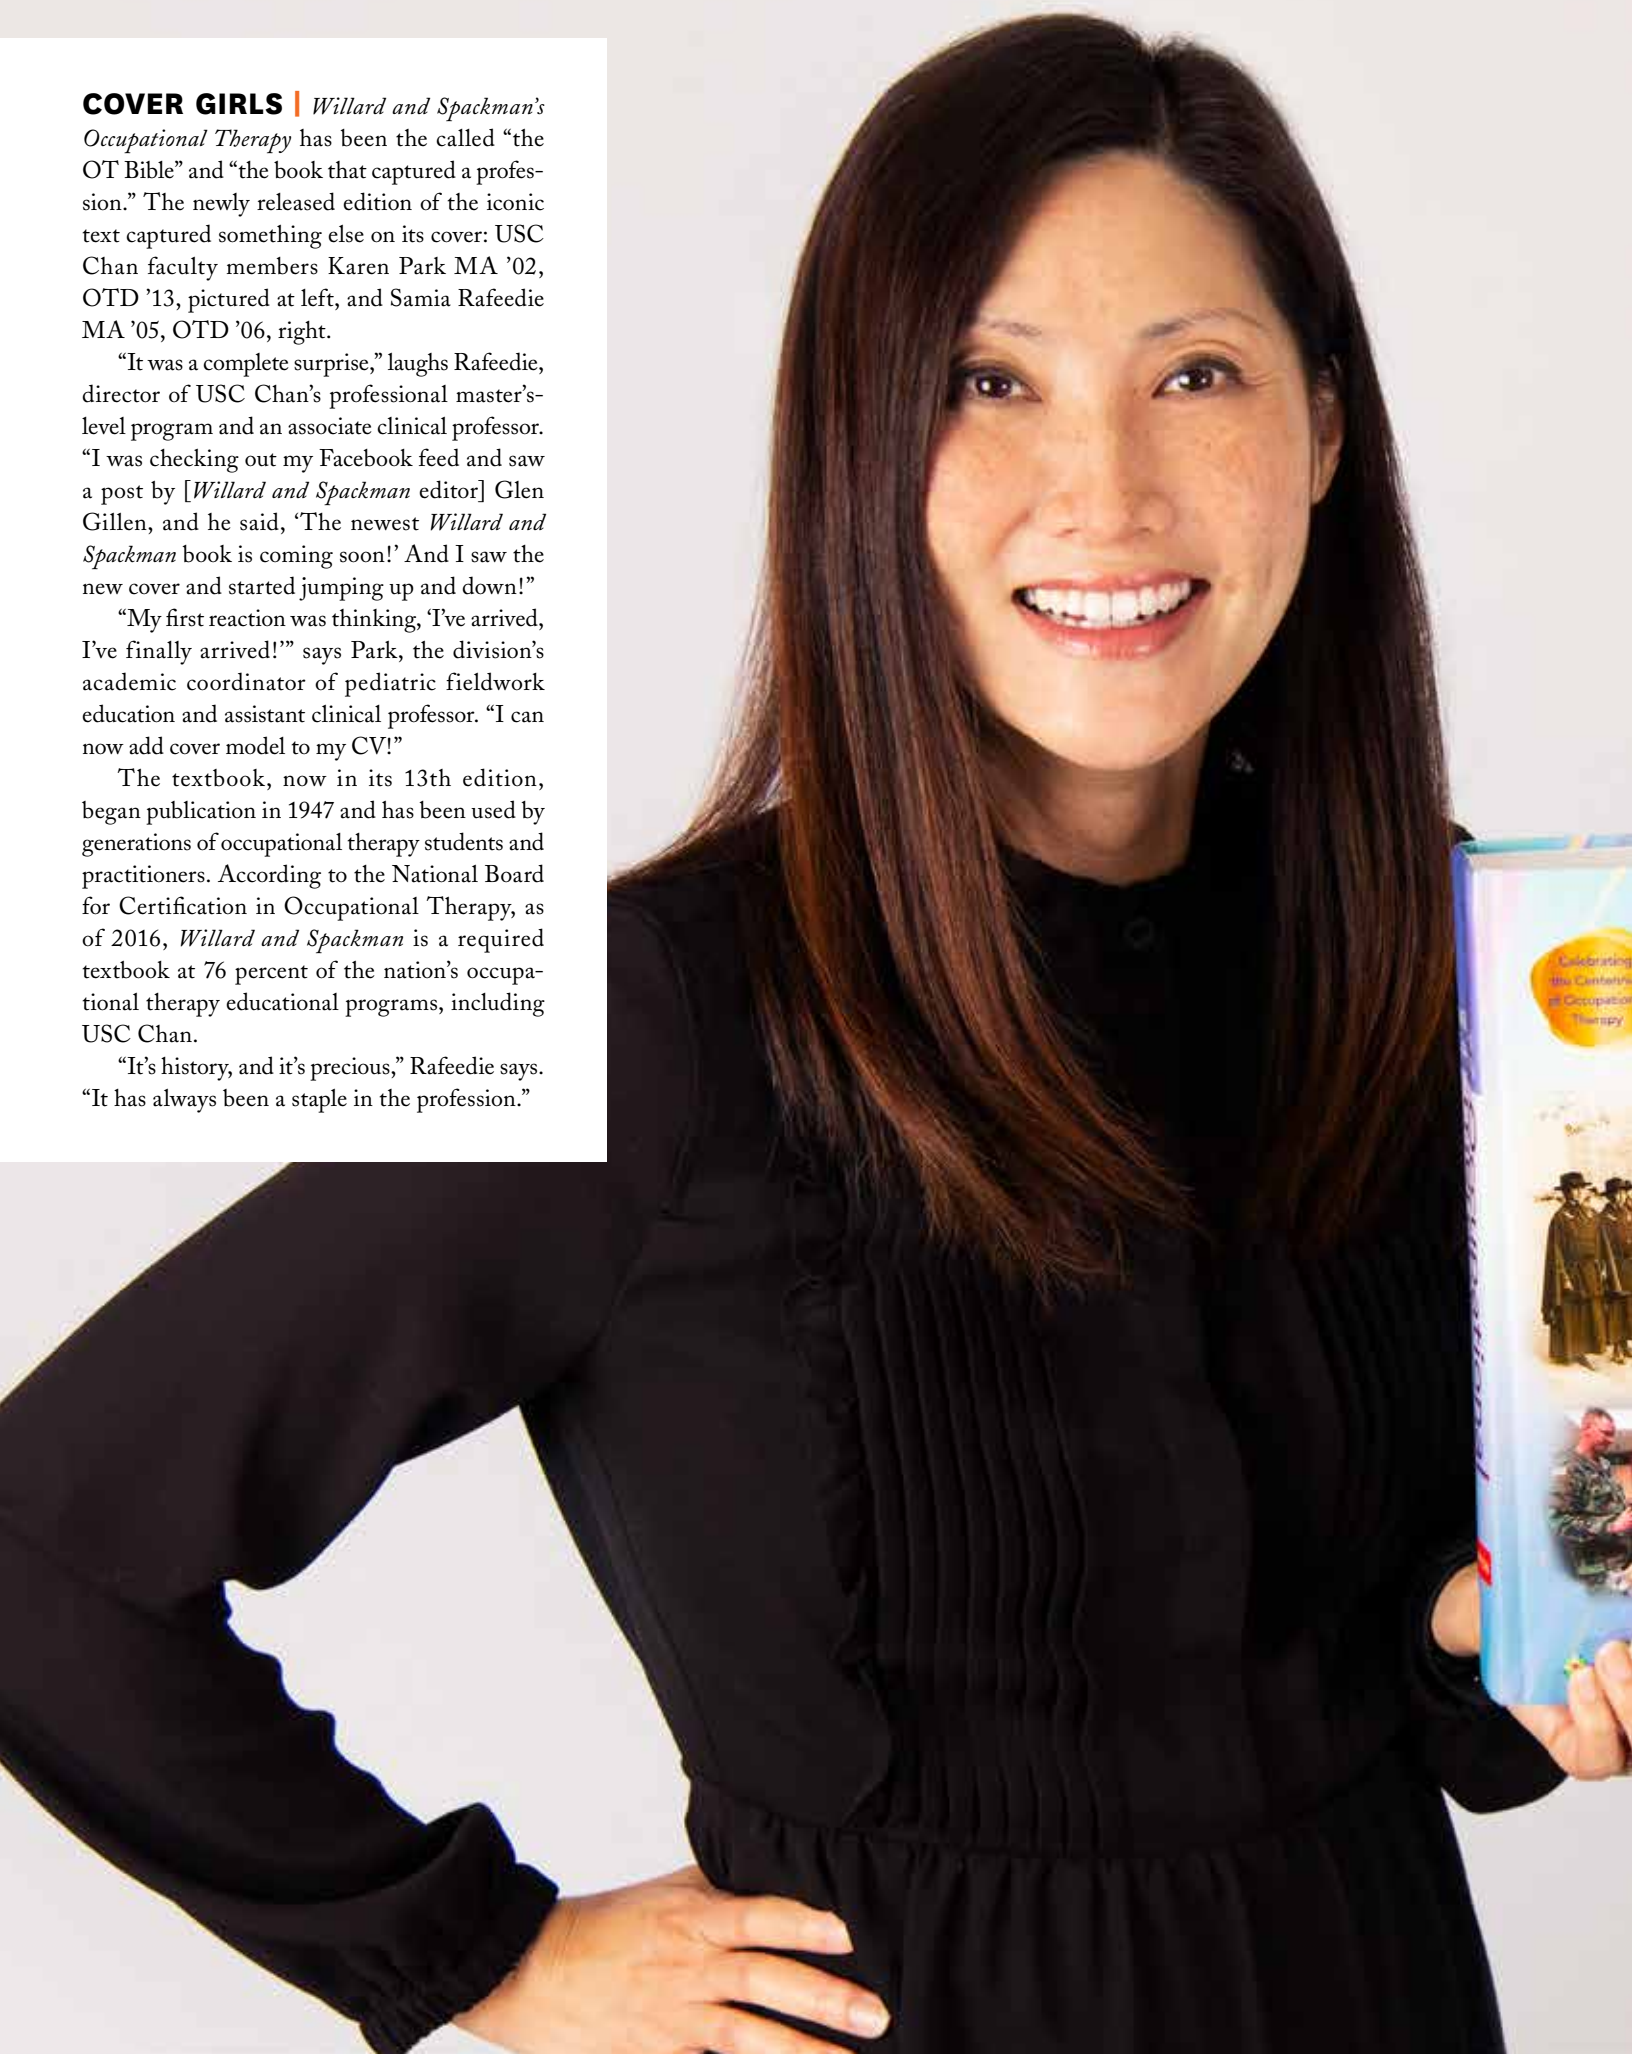 COVER GIRLS | Willard and Spackman’s
Occupational Therapy has been the called “the
OT Bible” and “the book that captured a profes-
sion.” The newly released edition of the iconic
text captured something else on its cover: USC
Chan faculty members Karen Park MA ’02,
OTD ’13, pictured at left, and Samia Rafeedie
MA ’05, OTD ’06, right.
“It was a complete surprise,” laughs Rafeedie,
director of USC Chan’s professional master’s-
level program and an associate clinical professor.
“I was checking out my Facebook feed and saw
a post by [Willard and Spackman editor] Glen
Gillen, and he said, ‘The newest Willard and
Spackman book is coming soon!’ And I saw the
new cover and started jumping up and down!”
“My first reaction was thinking, ‘I’ve arrived,
I’ve finally arrived!’” says Park, the division’s
academic coordinator of pediatric fieldwork
education and assistant clinical professor. “I can
now add cover model to my CV!”
The textbook, now in its 13th edition,
began publication in 1947 and has been used by
generations of occupational therapy students and
practitioners. According to the National Board
for Certification in Occupational Therapy, as
of 2016, Willard and Spackman is a required
textbook at 76 percent of the nation’s occupa-
tional therapy educational programs, including
USC Chan.
“It’s history, and it’s precious,” Rafeedie says.
“It has always been a staple in the profession.”
Celebrating
the
of
Therapy